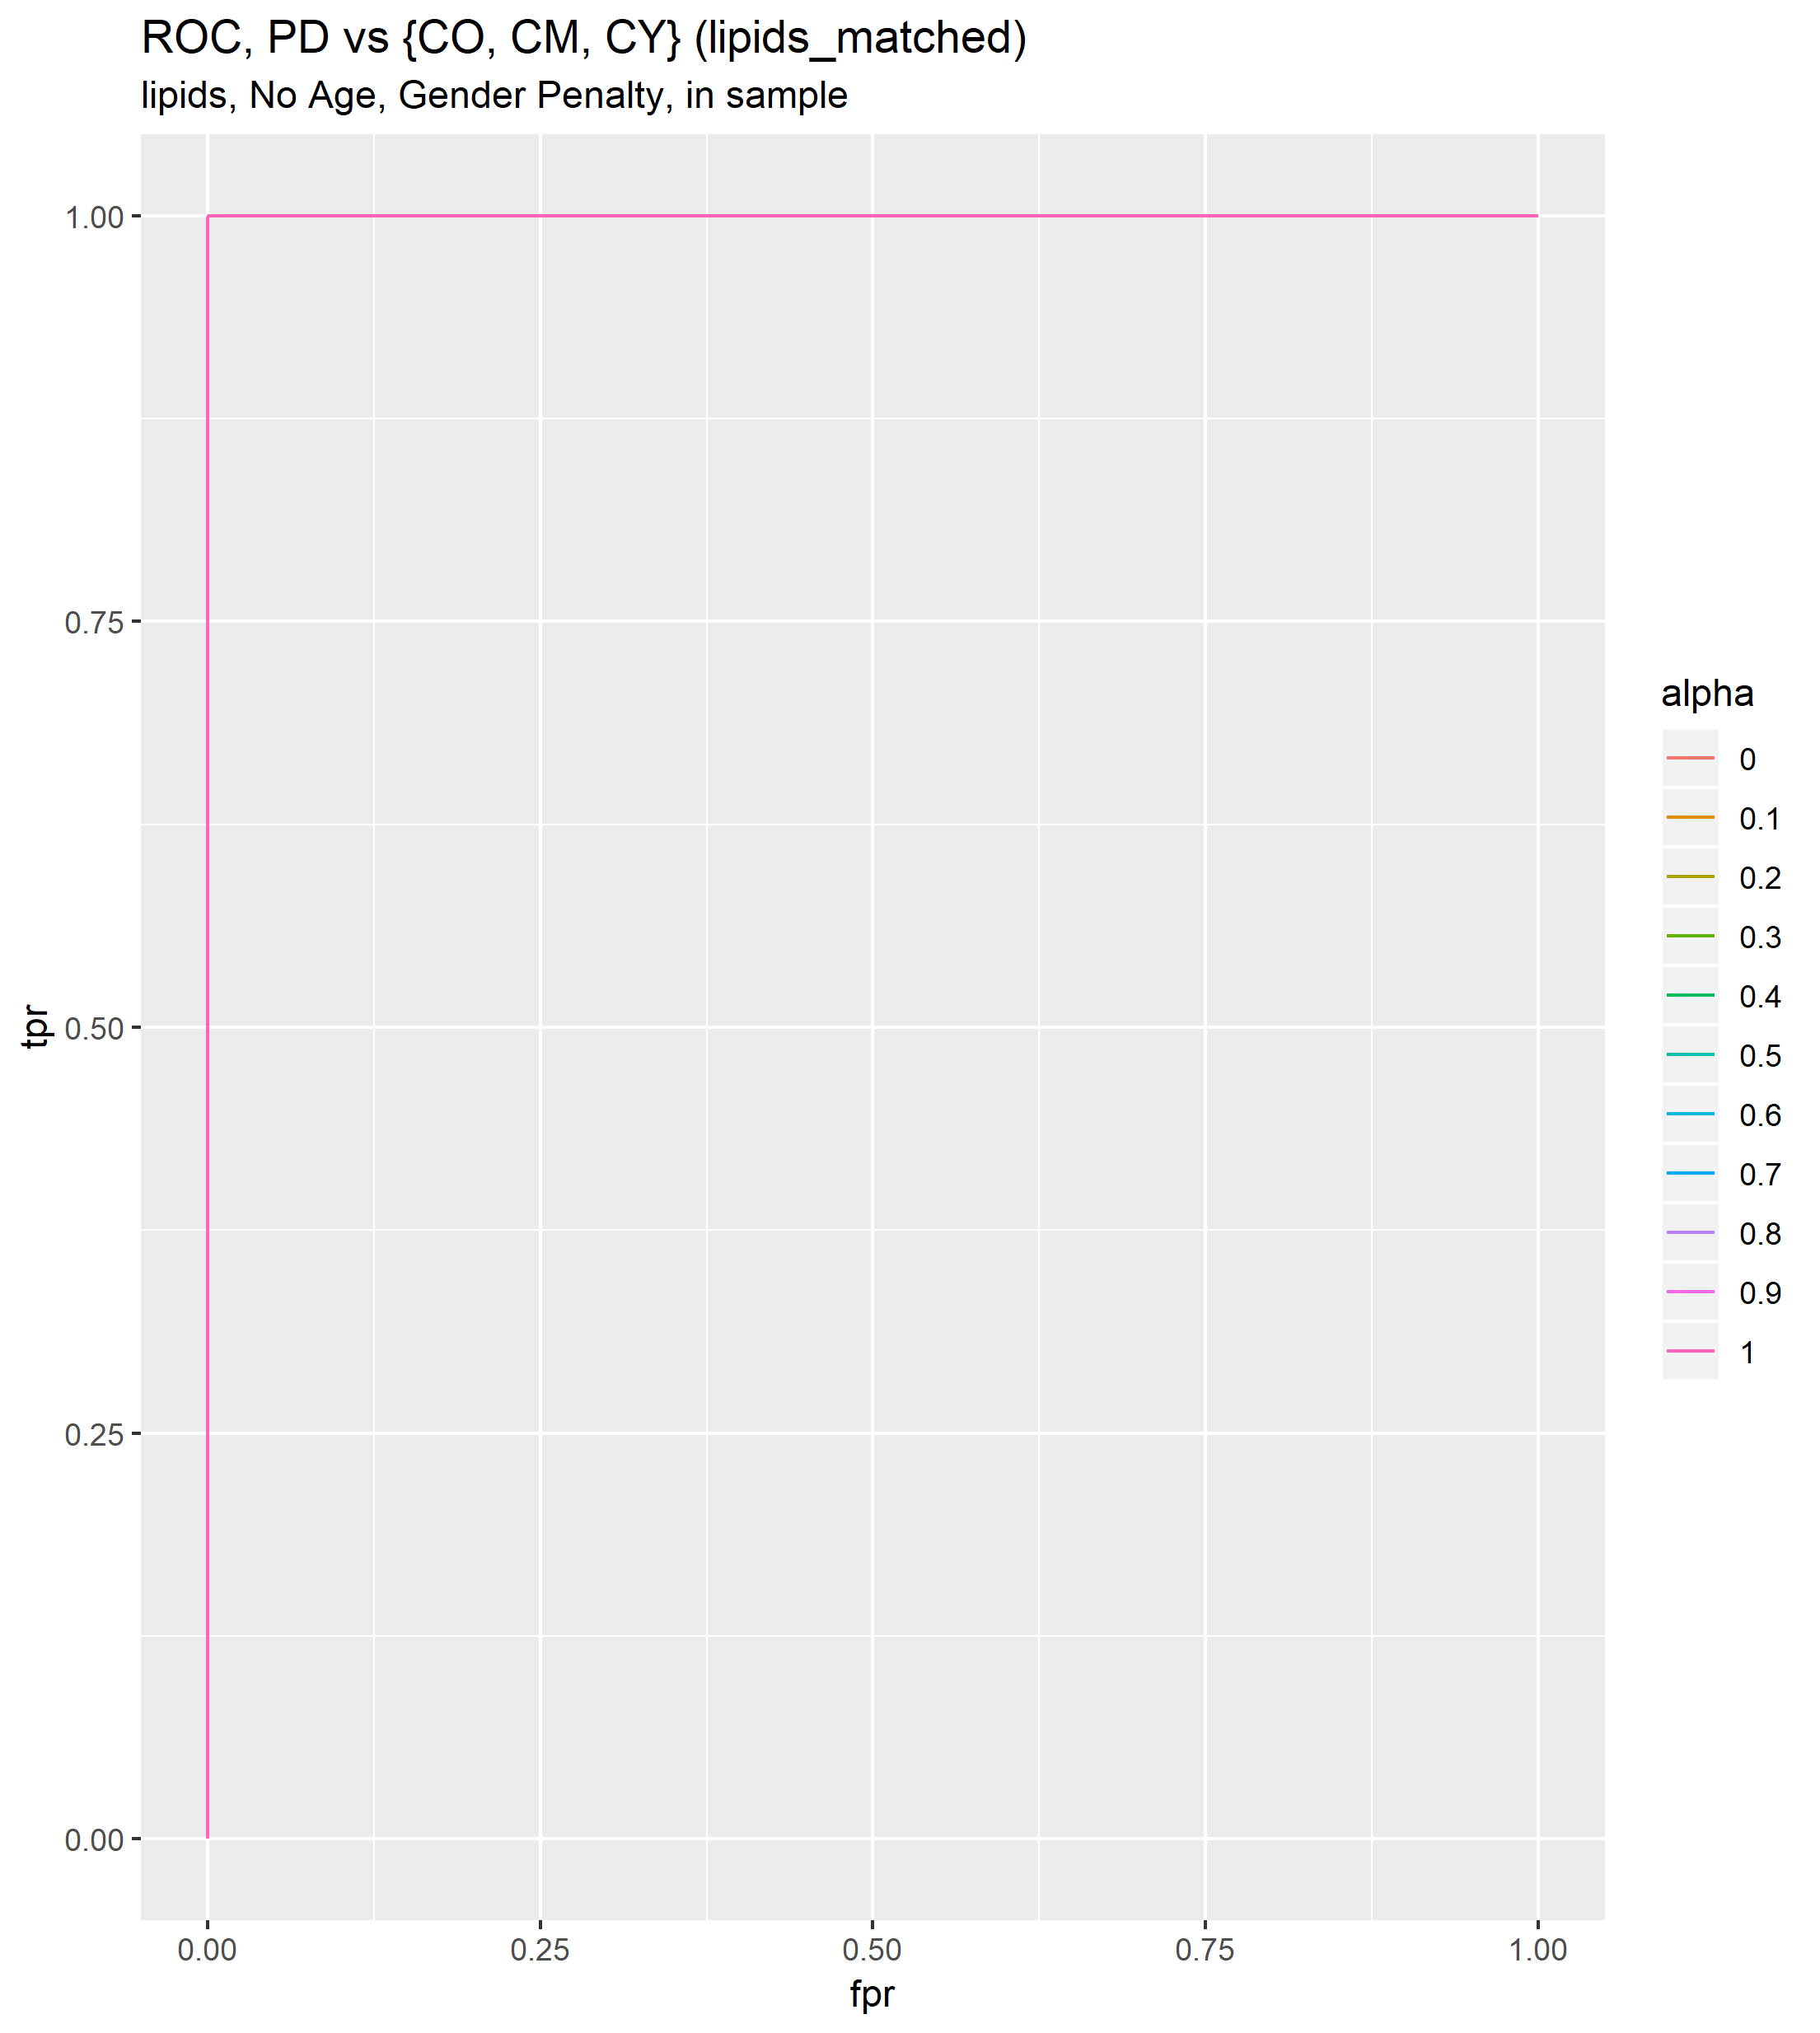 ROC, PD vs {CO, CM, CY} (lipids_matched)
lipids, No Age, Gender Penalty, in sample
1.00
0.75
0.50
0.25
0.00
tpr
0.00 0.25 0.50 0.75 1.00
fpr
alpha
0
0.1
0.2
0.3
0.4
0.5
0.6
0.7
0.8
0.9
1